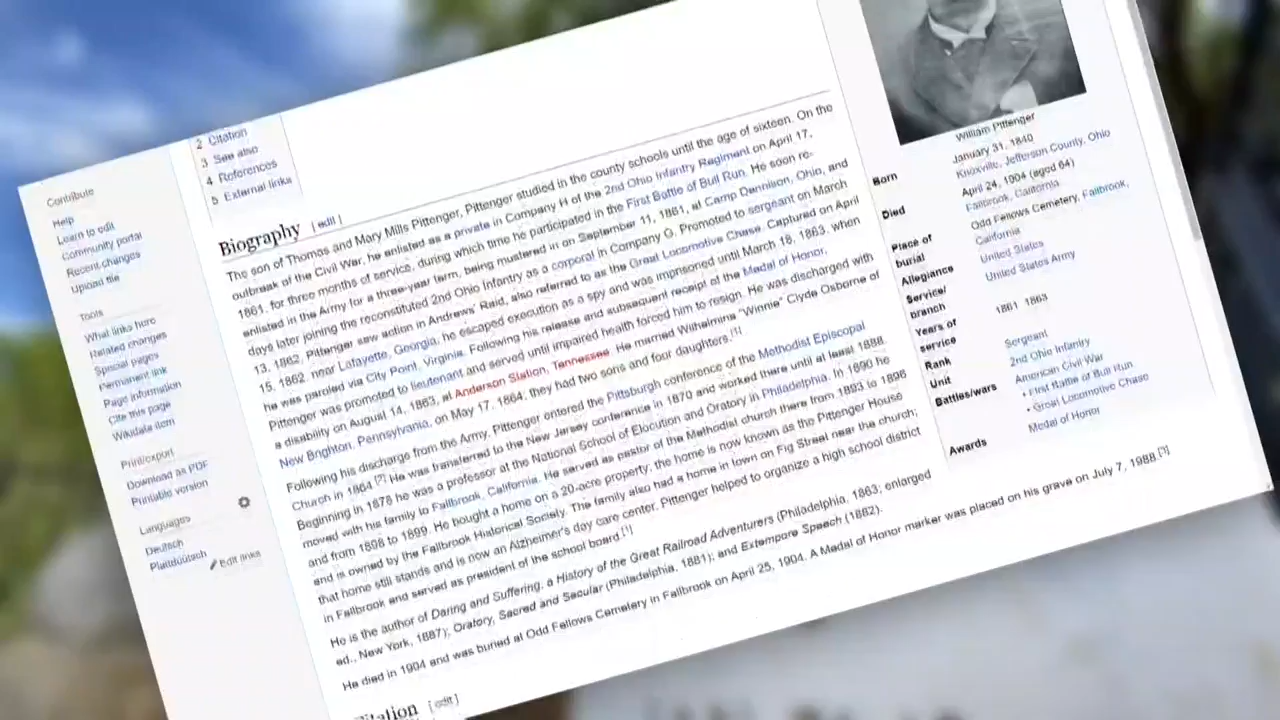 Contribute
Help
Learn to edit
Community portal
Recent changes
Upload file
Tools
What links here
Related changes
Special pages
Permanent link
Page information
Cite this page
Wikidata item
Print/export
Download as PDF
Printable version
Languages
Deutsch
Plattdüütsch
Edit links
2 Citation
3 See also
4 References
5 External links
Biography [ edit ]
The son of Thomas and Mary Mills Pittenger, Pittenger studied in the county schools until the age of sixteen. On the
outbreak of the Civil War, he enlisted as a private in Company H of the 2nd Ohio Infantry Regiment on April 17,
1861, for three months of service, during which time he participated in the First Battle of Bull Run. He soon re-
enlisted in the Army for a three-year term, being mustered in on September 11, 1861, at Camp Dennison, Ohio, and
days later joining the reconstituted 2nd Ohio Infantry as a corporal in Company G. Promoted to sergeant on March
13, 1862, Pittenger saw action in Andrews' Raid, also referred to as the Great Locomotive Chase. Captured on April
15, 1862, near Lafayette, Georgia, he escaped execution as a spy and was imprisoned until March 18, 1863, when
he was paroled via City Point, Virginia. Following his release and subsequent receipt of the Medal of Honor,
Pittenger was promoted to lieutenant and served until impaired health forced him to resign. He was discharged with
a disability on August 14, 1863, at Anderson Station, Tennessee. He married Wilhelmina "Winnie" Clyde Osborne of
New Brighton, Pennsylvania, on May 17, 1864; they had two sons and four daughters.[1]
Following his discharge from the Army, Pittenger entered the Pittsburgh conference of the Methodist Episcopal
Church in 1864.[2] He was transferred to the New Jersey conference in 1870 and worked there until at least 1888.
Beginning in 1878 he was a professor at the National School of Elocution and Oratory in Philadelphia. In 1890 he
moved with his family to Fallbrook, California. He served as pastor of the Methodist church there from 1893 to 1896
and from 1898 to 1899. He bought a home on a 20-acre property, the home is now known as the Pittenger House
and is owned by the Fallbrook Historical Society. The family also had a home in town on Fig Street near the church;
that home still stands and is now an Alzheimer's day care center. Pittenger helped to organize a high school district
in Fallbrook and served as president of the school board.[1]
He is the author of Daring and Suffering, a History of the Great Railroad Adventurers (Philadelphia, 1863; enlarged
ed., New York, 1887); Oratory, Sacred and Secular (Philadelphia, 1881); and Extempore Speech (1882).
He died in 1904 and was buried at Odd Fellows Cemetery in Fallbrook on April 25, 1904. A Medal of Honor marker was placed on his grave on July 7, 1988.[3]
William Pittenger
Born January 31, 1840
Knoxville, Jefferson County, Ohio
Died April 24, 1904 (aged 64)
Fallbrook, California
Place of burial Odd Fellows Cemetery, Fallbrook,
California
Allegiance United States
Service/branch United States Army
Years of service 1861 1863
Rank Sergeant
Unit 2nd Ohio Infantry
Battles/wars American Civil War
• First Battle of Bull Run
• Great Locomotive Chase
Awards Medal of Honor
itation [ edit ]